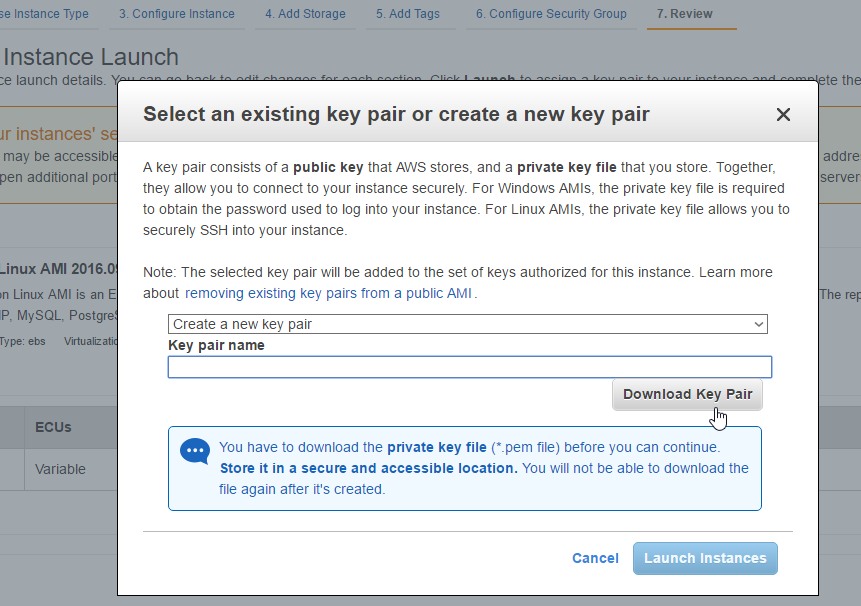 se Instance Type 3. Configure Instance 4. Add Storage 5. Add Tags 6. Configure Security Group 7. Review
Instance Launch
ce launch details. You can go back to edit changes for each section. Click Launch to assign a key pair to your instance and complete the
Select an existing key pair or create a new key pair
ur instances' se
may be accessible
addre
pen additional port
server
A key pair consists of a public key that AWS stores, and a private key file that you store. Together,
they allow you to connect to your instance securely. For Windows AMIs, the private key file is required
to obtain the password used to log into your instance. For Linux AMIs, the private key file allows you to
securely SSH into your instance.
Linux AMI 2016.09
on Linux AMI is an E
The rep
P, MySQL, PostgreS
Type: ebs Virtualizatio
Note: The selected key pair will be added to the set of keys authorized for this instance. Learn more
about removing existing key pairs from a public AMI.
Create a new key pair
Key pair name
Download Key Pair
ECUs
Variable
You have to download the private key file (*.pem file) before you can continue.
Store it in a secure and accessible location. You will not be able to download the
file again after it's created.
Cancel Launch Instances